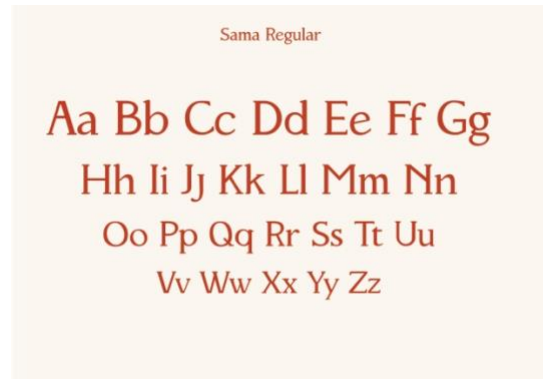 Sama Regular
Aa Bb Cc Dd Ee Ff Gg
Hh Ii Jj Kk Ll Mm Nn
Oo Pp Qq Rr Ss Tt Uu
Vv Ww Xx Yy Zz